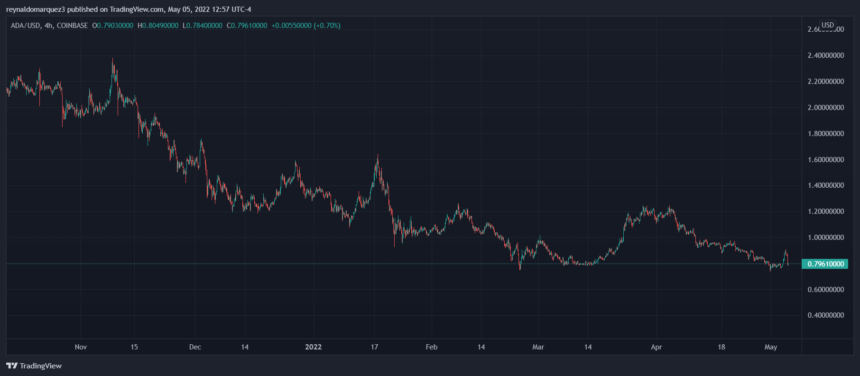 reynaldomarquez3 published on TradingView.com, May 05, 2022 12:57 UTC-4
ADA/USD, 4h, COINBASE O0.79030000 H0.80490000 L0.78400000 C0.79610000 +0.00550000 (+0.70%)
USD
2.40000000
2.20000000
2.00000000
1.80000000
1.60000000
1.40000000
1.20000000
1.00000000
0.79610000
0.60000000
0.40000000
Nov 15 Dec 14 2022 17 Feb 14 Mar 14 Apr 18 May
TradingView